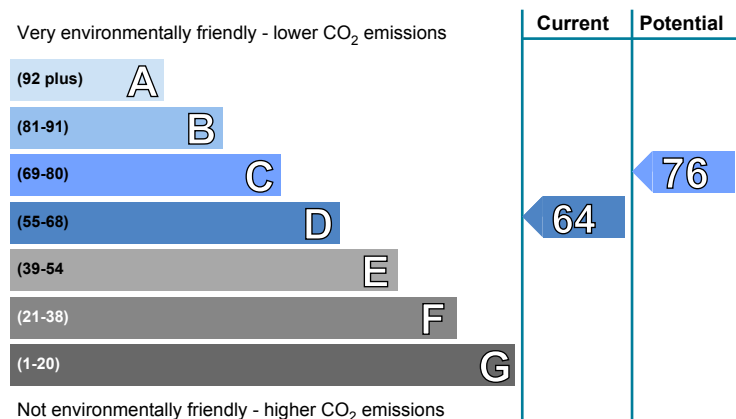 Current Potential
Very environmentally friendly - lower CO₂ emissions
(92 plus) A
(81-91) B
(69-80) C
76
(55-68) D
64
(39-54 E
(21-38) F
(1-20) G
Not environmentally friendly - higher CO₂ emissions